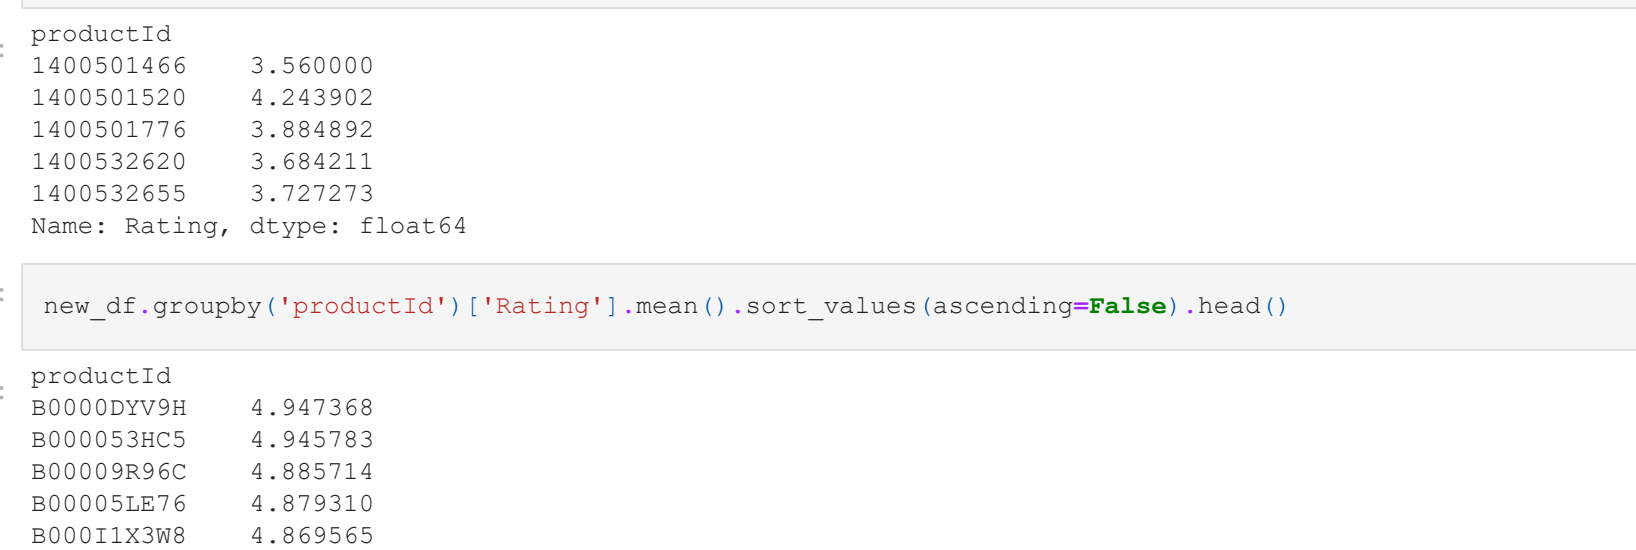 productId
1400501466    3.560000
1400501520    4.243902
1400501776    3.884892
1400532620    3.684211
1400532655    3.727273
Name: Rating, dtype: float64
new_df.groupby('productId')['Rating'].mean().sort_values(ascending=False).head()
productId
B0000DYV9H    4.947368
B000053HC5    4.945783
B00009R96C    4.885714
B00005LE76    4.879310
B000I1X3W8    4.869565